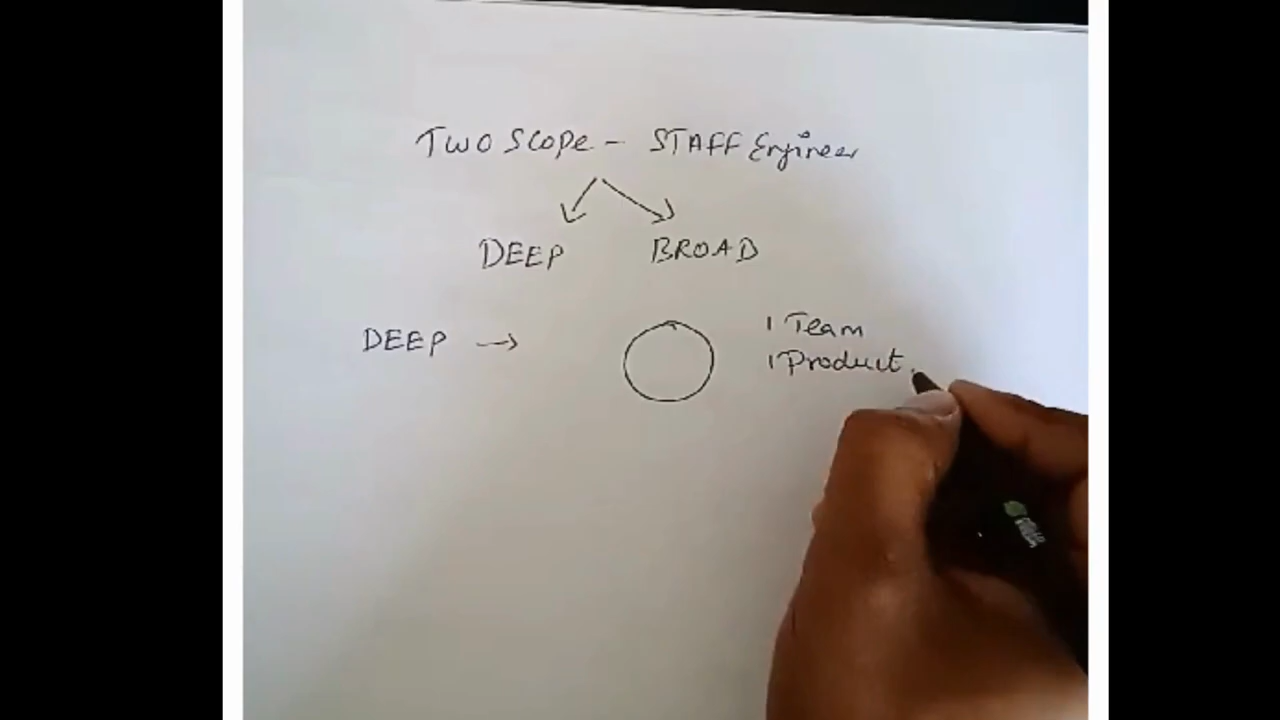 TWO SCOPE - STAFF Engineer
DEEP BROAD
DEEP → 1 Team
1 Product